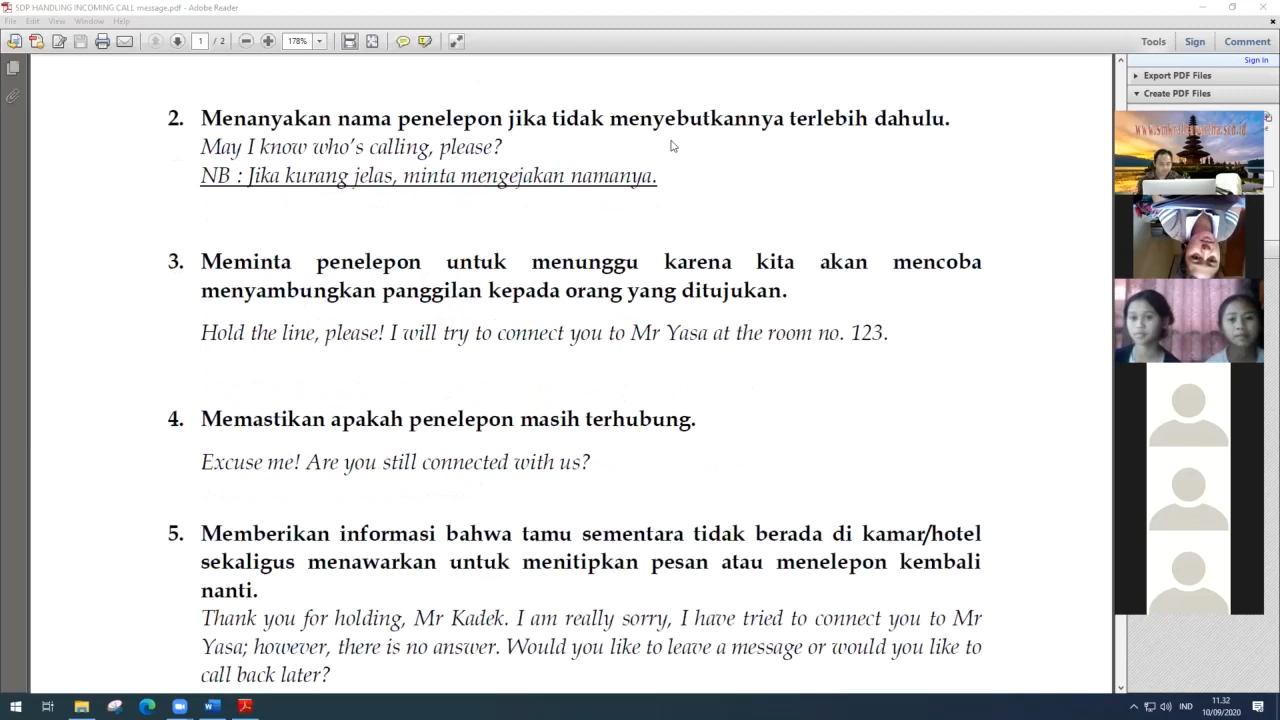 SOP HANDLING INCOMING CALL message.pdf - Adobe Reader
File Edit View Window Help
1 / 2 178% Tools Sign Comment
Sign In
Export PDF Files
Create PDF Files
2. Menanyakan nama penelepon jika tidak menyebutkannya terlebih dahulu.
May I know who's calling, please?
NB : Jika kurang jelas, minta mengejakan namanya.
3. Meminta penelepon untuk menunggu karena kita akan mencoba
menyambungkan panggilan kepada orang yang ditujukan.
Hold the line, please! I will try to connect you to Mr Yasa at the room no. 123.
4. Memastikan apakah penelepon masih terhubung.
Excuse me! Are you still connected with us?
5. Memberikan informasi bahwa tamu sementara tidak berada di kamar/hotel
sekaligus menawarkan untuk menitipkan pesan atau menelepon kembali
nanti.
Thank you for holding, Mr Kadek. I am really sorry, I have tried to connect you to Mr
Yasa; however, there is no answer. Would you like to leave a message or would you like to
call back later?
IND
11.32
10/09/2020